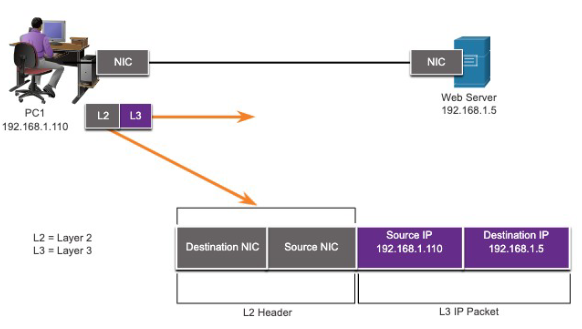 NIC
NIC
PC1
192.168.1.110
Web Server
192.168.1.5
L2 L3
L2 = Layer 2
L3 = Layer 3
Destination NIC
Source NIC
Source IP
192.168.1.110
Destination IP
192.168.1.5
L2 Header
L3 IP Packet